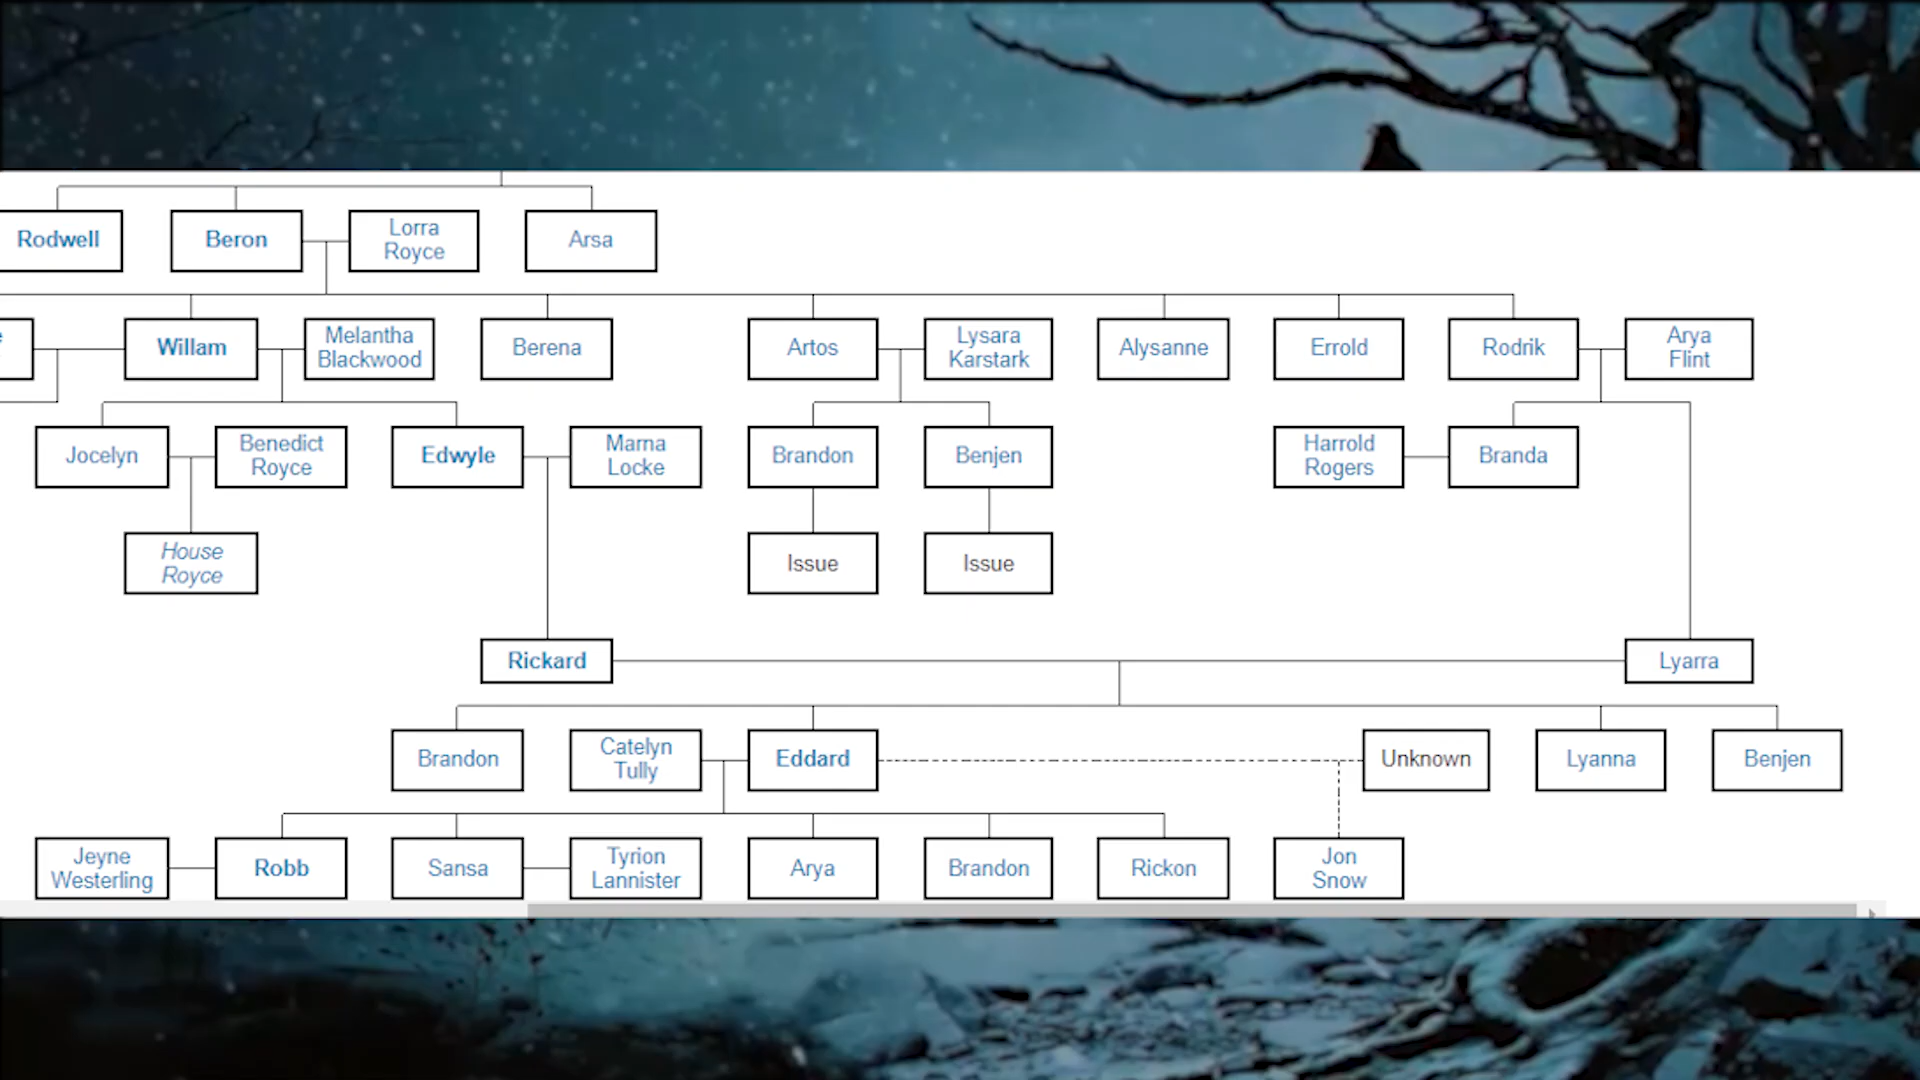 Rodwell
Beron
Lorra
Royce
Arsa
Willam
Melantha
Blackwood
Berena
Artos
Lysara
Karstark
Alysanne
Errold
Rodrik
Arya
Flint
Jocelyn
Benedict
Royce
Edwyle
Marna
Locke
Brandon
Benjen
Harrold
Rogers
Branda
House
Royce
Issue
Issue
Rickard
Lyarra
Brandon
Catelyn
Tully
Eddard
Unknown
Lyanna
Benjen
Jeyne
Westerling
Robb
Sansa
Tyrion
Lannister
Arya
Brandon
Rickon
Jon
Snow